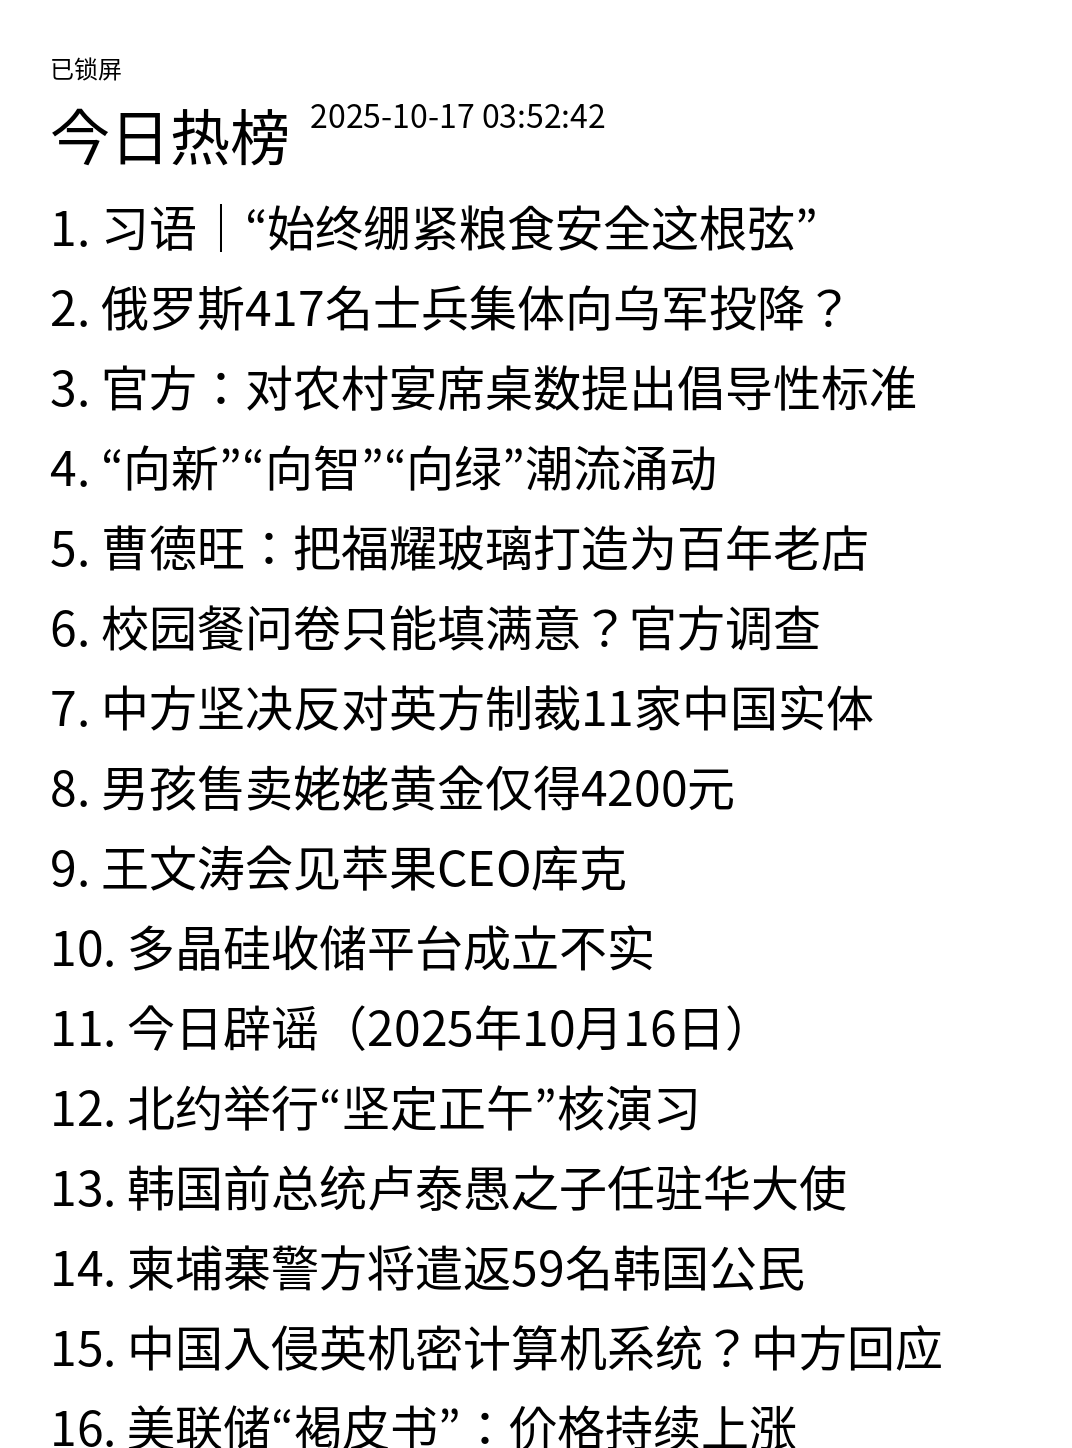 已锁屏
今日热榜 2025-10-17 03:52:42
1. 习语｜“始终绷紧粮食安全这根弦”
2. 俄罗斯417名士兵集体向乌军投降？
3. 官方：对农村宴席桌数提出倡导性标准
4. “向新”“向智”“向绿”潮流涌动
5. 曹德旺：把福耀玻璃打造为百年老店
6. 校园餐问卷只能填满意？官方调查
7. 中方坚决反对英方制裁11家中国实体
8. 男孩售卖姥姥黄金仅得4200元
9. 王文涛会见苹果CEO库克
10. 多晶硅收储平台成立不实
11. 今日辟谣（2025年10月16日）
12. 北约举行“坚定正午”核演习
13. 韩国前总统卢泰愚之子任驻华大使
14. 柬埔寨警方将遣返59名韩国公民
15. 中国入侵英机密计算机系统？中方回应
16. 美联储“褐皮书”：价格持续上涨